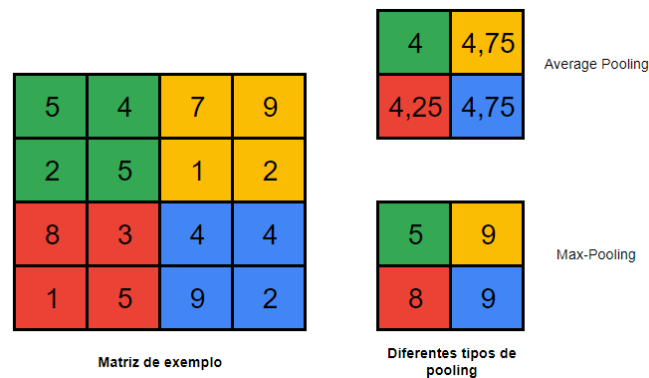 5 4 7 9
2 5 1 2
8 3 4 4
1 5 9 2
Matriz de exemplo
4 4,75
4,25 4,75
Average Pooling
5 9
8 9
Max-Pooling
Diferentes tipos de
pooling